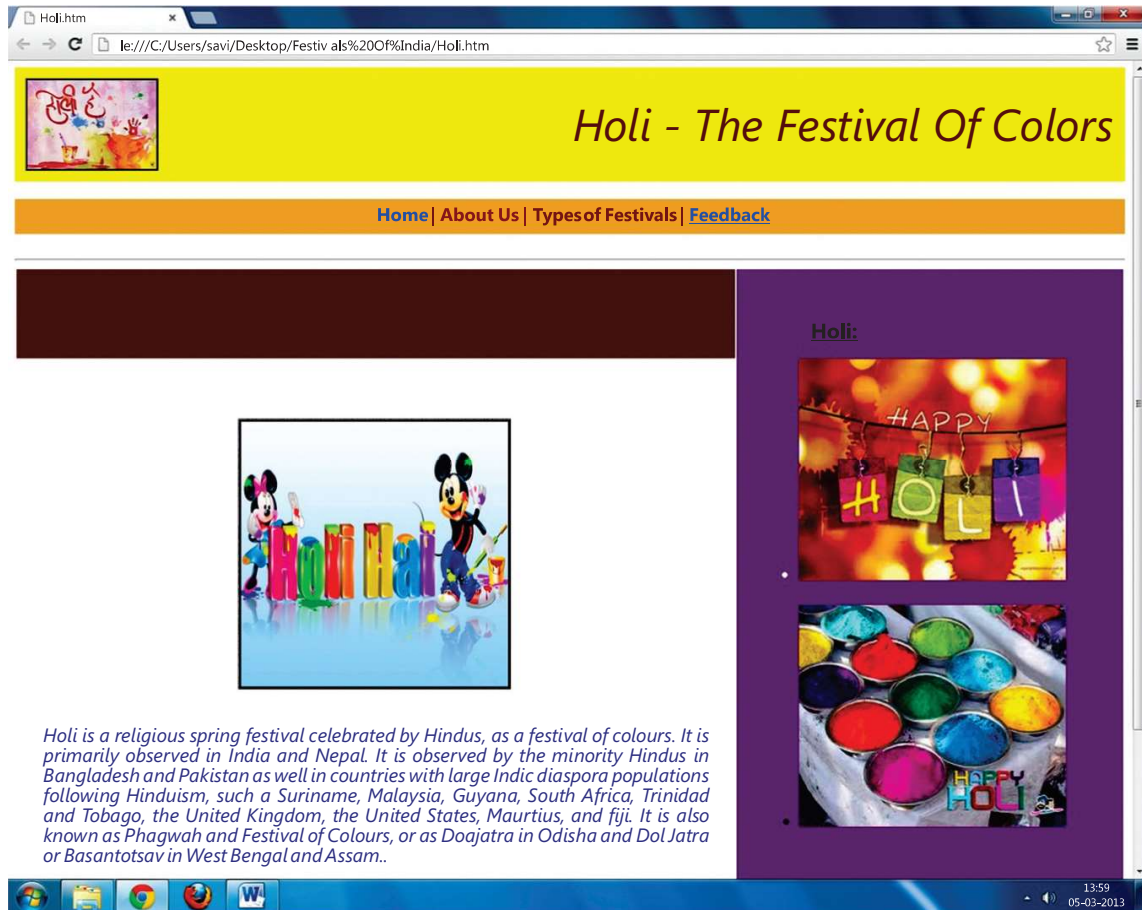 Holi.htm
le:///C:/Users/savi/Desktop/Festiv als%20Of%India/Holi.htm
होली है
Holi - The Festival Of Colors
Home | About Us | Types of Festivals | Feedback
Holi:
HAPPY
HOLI
Holi Hai
HAPPY
HOLI
Holi is a religious spring festival celebrated by Hindus, as a festival of colours. It is
primarily observed in India and Nepal. It is observed by the minority Hindus in
Bangladesh and Pakistan as well in countries with large Indic diaspora populations
following Hinduism, such a Suriname, Malaysia, Guyana, South Africa, Trinidad
and Tobago, the United Kingdom, the United States, Maurtius, and fiji. It is also
known as Phagwah and Festival of Colours, or as Doajatra in Odisha and Dol Jatra
or Basantotsav in West Bengal and Assam..
13:59
05-03-2013